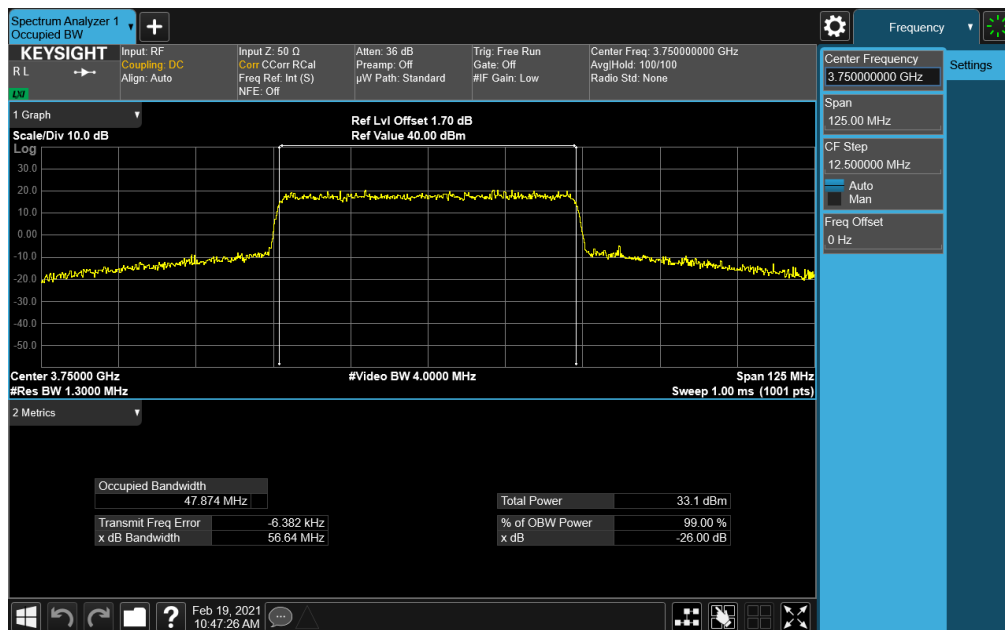 Spectrum Analyzer 1
Occupied BW
Frequency
KEYSIGHT
R L
LXI
Input: RF
Coupling: DC
Align: Auto
Input Z: 50 Ω
Corr CCorr RCal
Freq Ref: Int (S)
NFE: Off
Atten: 36 dB
Preamp: Off
µW Path: Standard
Trig: Free Run
Gate: Off
#IF Gain: Low
Center Freq: 3.750000000 GHz
Avg|Hold: 100/100
Radio Std: None
Center Frequency
3.750000000 GHz
Settings
Span
125.00 MHz
CF Step
12.500000 MHz
Auto
Man
Freq Offset
0 Hz
1 Graph
Scale/Div 10.0 dB
Ref Lvl Offset 1.70 dB
Ref Value 40.00 dBm
Log
30.0
20.0
10.0
0.00
-10.0
-20.0
-30.0
-40.0
-50.0
Center 3.75000 GHz
#Video BW 4.0000 MHz
Span 125 MHz
#Res BW 1.3000 MHz
Sweep 1.00 ms (1001 pts)
2 Metrics
Occupied Bandwidth
47.874 MHz
Total Power 33.1 dBm
Transmit Freq Error -6.382 kHz
% of OBW Power 99.00 %
x dB Bandwidth 56.64 MHz
x dB -26.00 dB
Feb 19, 2021
10:47:26 AM